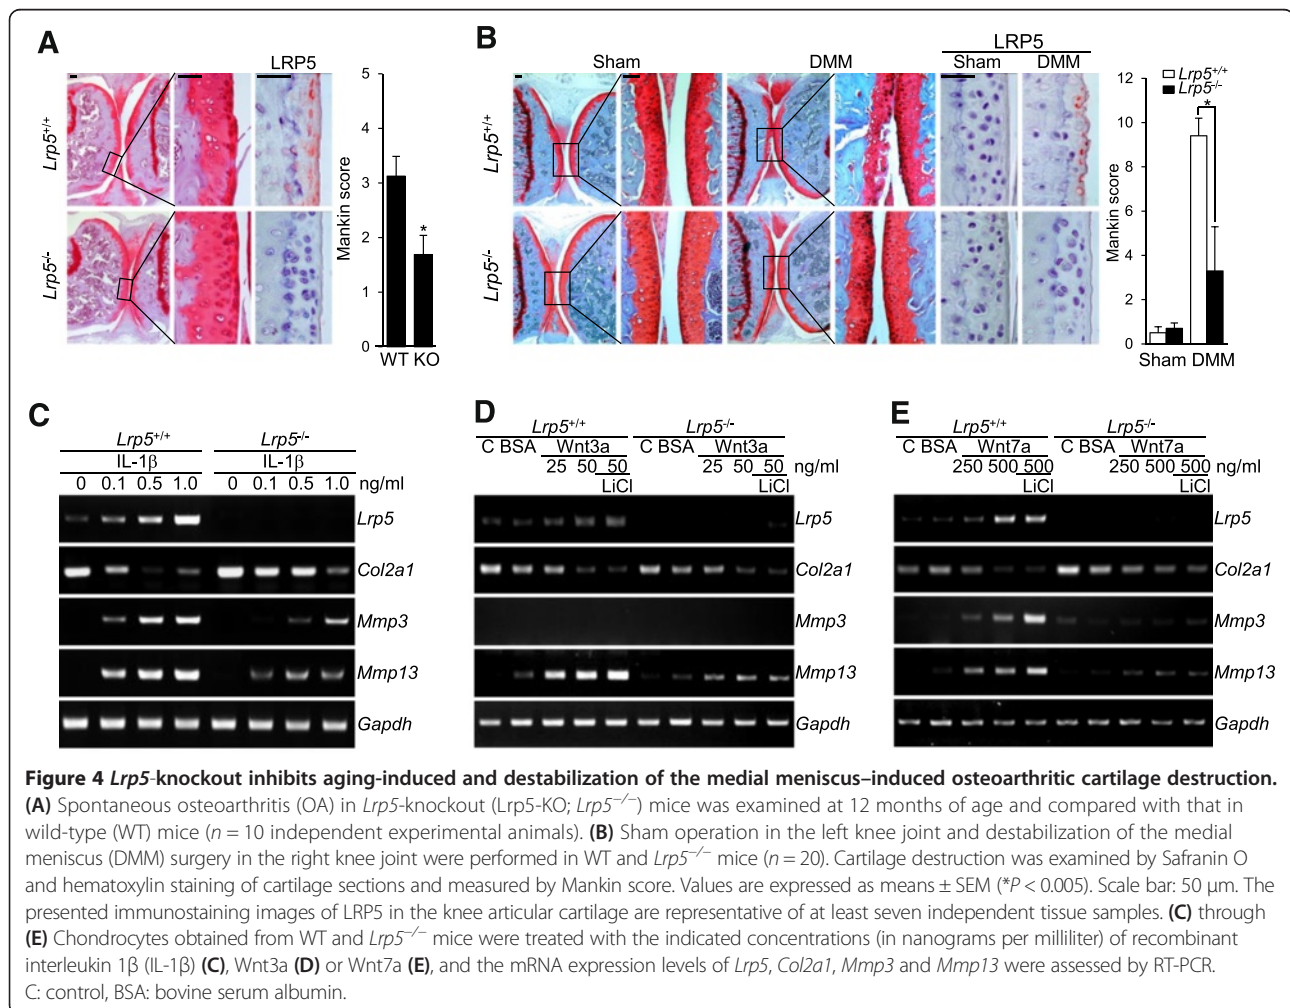 A
LRP5
Lrp5+/+
Lrp5-/-
5
4
3
2
1
0
Mankin score
*
WT KO
B
LRP5
Sham DMM Sham DMM
Lrp5+/+
Lrp5-/-
12
10
8
6
4
2
0
Mankin score
Lrp5+/+
Lrp5-/-
*
Sham DMM
C
Lrp5+/+ Lrp5-/-
IL-1β IL-1β
0 0.1 0.5 1.0 0 0.1 0.5 1.0 ng/ml
Lrp5
Col2a1
Mmp3
Mmp13
Gapdh
D
Lrp5+/+ Lrp5-/-
C BSA Wnt3a C BSA Wnt3a
25 50 50 25 50 50 ng/ml
LiCl LiCl
Lrp5
Col2a1
Mmp3
Mmp13
Gapdh
E
Lrp5+/+ Lrp5-/-
C BSA Wnt7a C BSA Wnt7a
250 500 500 250 500 500 ng/ml
LiCl LiCl
Lrp5
Col2a1
Mmp3
Mmp13
Gapdh
Figure 4 Lrp5-knockout inhibits aging-induced and destabilization of the medial meniscus–induced osteoarthritic cartilage destruction.
(A) Spontaneous osteoarthritis (OA) in Lrp5-knockout (Lrp5-KO; Lrp5−/−) mice was examined at 12 months of age and compared with that in
wild-type (WT) mice (n = 10 independent experimental animals). (B) Sham operation in the left knee joint and destabilization of the medial
meniscus (DMM) surgery in the right knee joint were performed in WT and Lrp5−/− mice (n = 20). Cartilage destruction was examined by Safranin O
and hematoxylin staining of cartilage sections and measured by Mankin score. Values are expressed as means ± SEM (*P < 0.005). Scale bar: 50 μm. The
presented immunostaining images of LRP5 in the knee articular cartilage are representative of at least seven independent tissue samples. (C) through
(E) Chondrocytes obtained from WT and Lrp5−/− mice were treated with the indicated concentrations (in nanograms per milliliter) of recombinant
interleukin 1β (IL-1β) (C), Wnt3a (D) or Wnt7a (E), and the mRNA expression levels of Lrp5, Col2a1, Mmp3 and Mmp13 were assessed by RT-PCR.
C: control, BSA: bovine serum albumin.